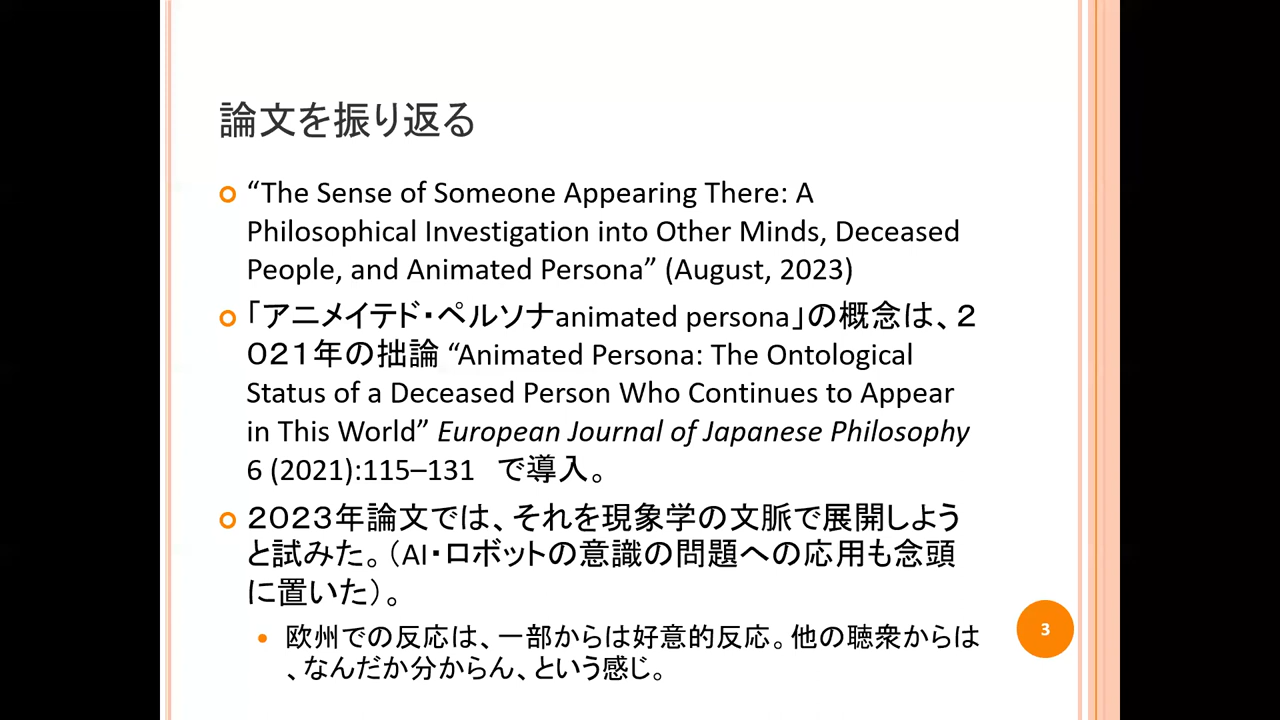 論文を振り返る
“The Sense of Someone Appearing There: A
Philosophical Investigation into Other Minds, Deceased
People, and Animated Persona” (August, 2023)
「アニメイテド・ペルソナanimated persona」の概念は、２
０２１年の拙論 “Animated Persona: The Ontological
Status of a Deceased Person Who Continues to Appear
in This World” European Journal of Japanese Philosophy
6 (2021):115–131　で導入。
２０２３年論文では、それを現象学の文脈で展開しよう
と試みた。（AI・ロボットの意識の問題への応用も念頭
に置いた）。
欧州での反応は、一部からは好意的反応。他の聴衆からは
、なんだか分からん、という感じ。
3